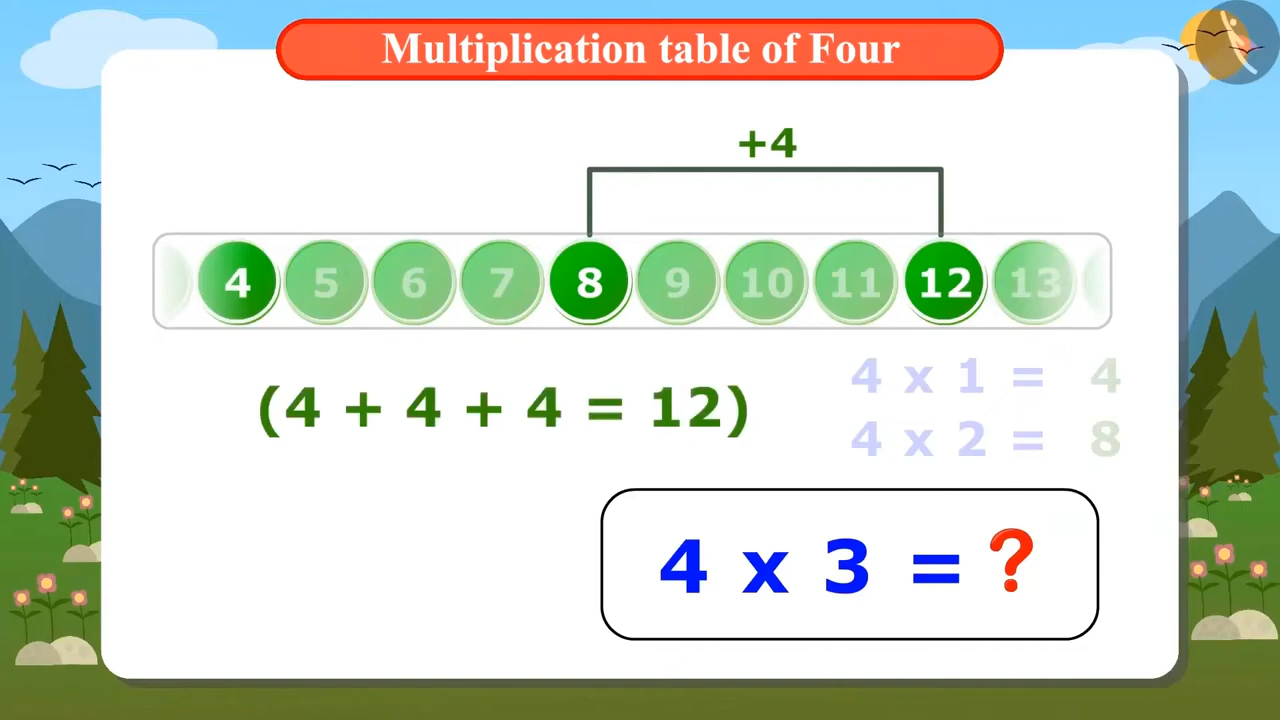 Multiplication table of Four
+4
4 5 6 7 8 9 10 11 12 13
4 x 1 = 4
(4 + 4 + 4 = 12)
4 x 2 = 8
4 x 3 = ?